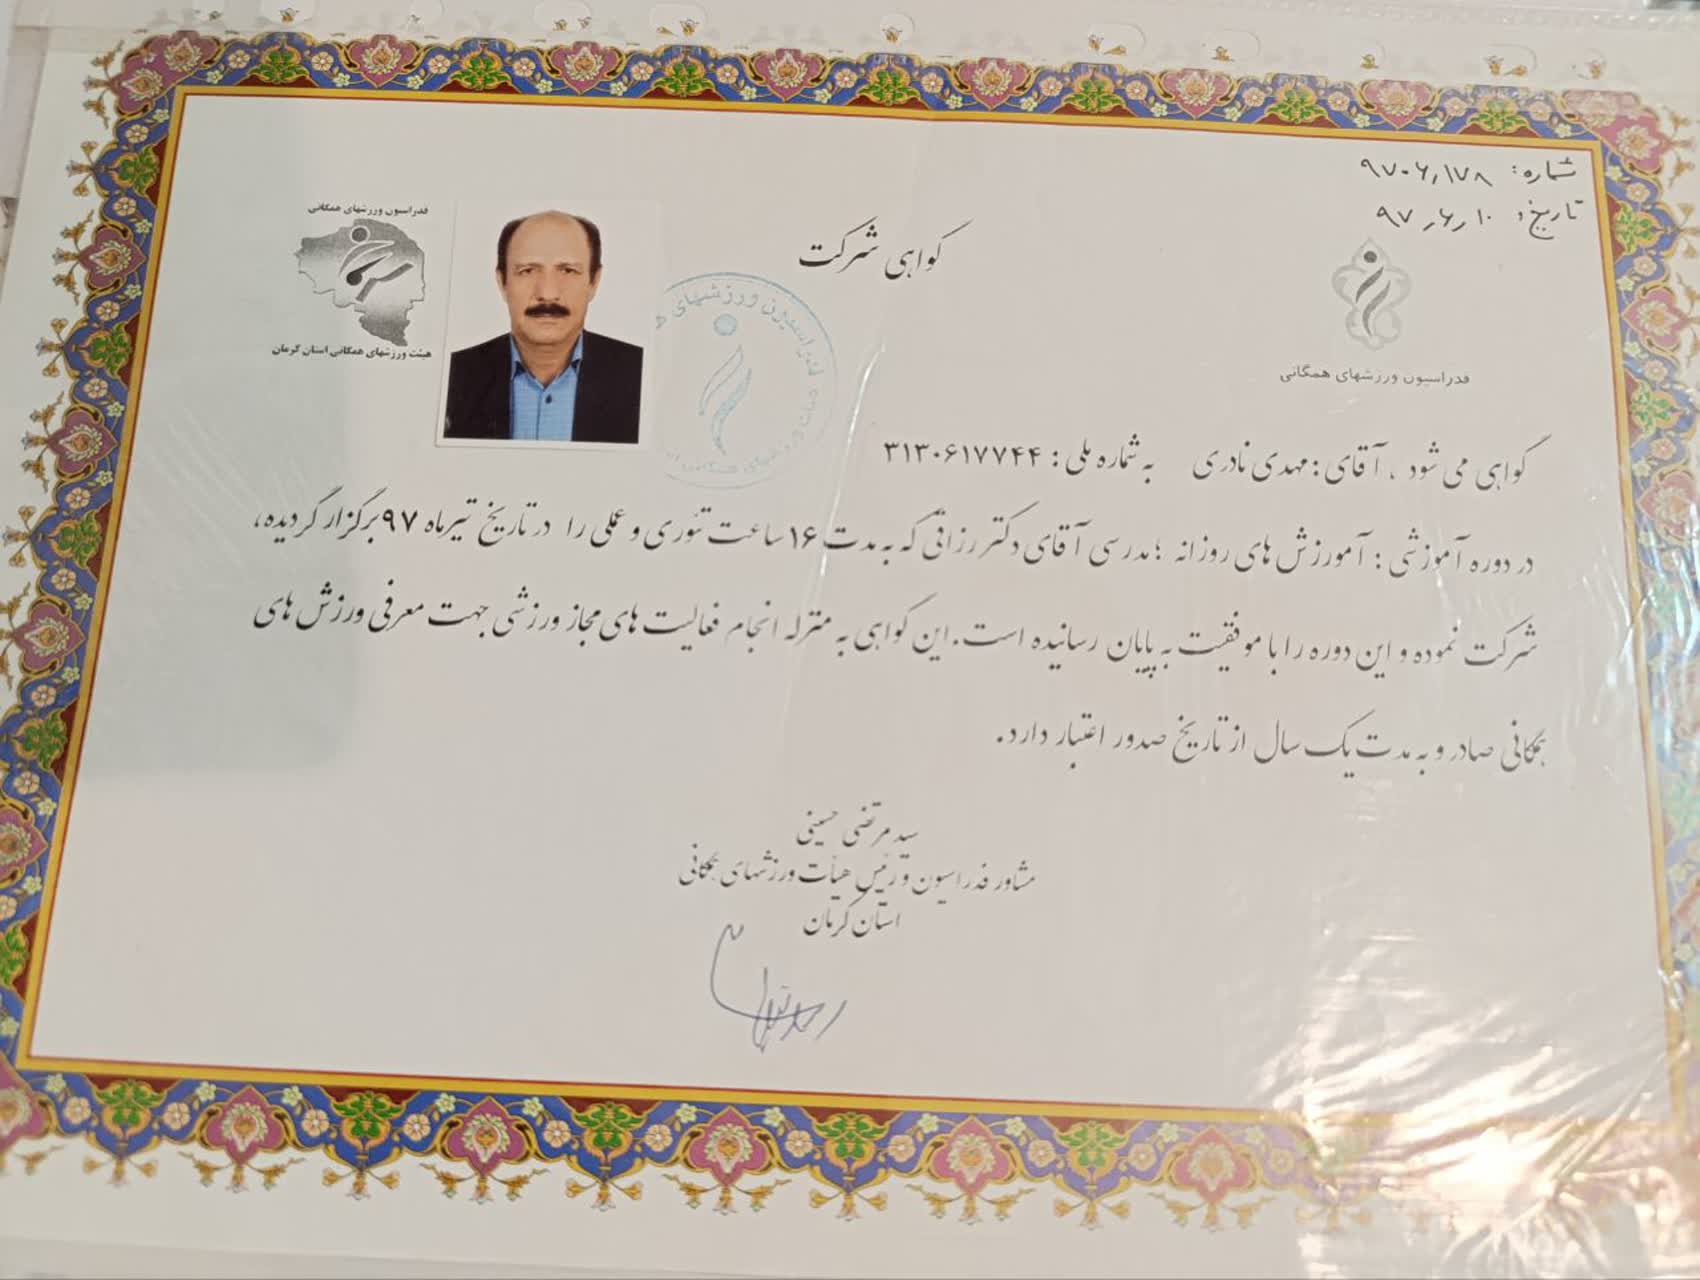 شماره: ۹۷۰۶٫۱۷۸
تاریخ: ۹۷٫۶٫۱۰
فدراسیون ورزشهای همگانی
هیئت ورزشهای همگانی استان کرمان
گواهی شرکت
فدراسیون ورزشهای همگانی
گواهی می شود ، آقای : مهدی نادری به شماره ملی : ۳۱۳۰۶۱۷۷۴۴
در دوره آموزشی : آمورزش های روزانه ؛ مدرسی آقای دکتر رزاقی که به مدت ۱۶ ساعت تئوری و عملی را در تاریخ تیرماه ۹۷ برگزار گردیده،
شرکت نموده و این دوره را با موفقیت به پایان رسانیده است. این گواهی به منزله انجام فعالیت های مجاز ورزشی جهت معرفی ورزش های
همگانی صادر و به مدت یک سال از تاریخ صدور اعتبار دارد.
سید مرتضی حسینی
مشاور فدراسیون و رئیس هیأت ورزشهای همگانی
استان کرمان